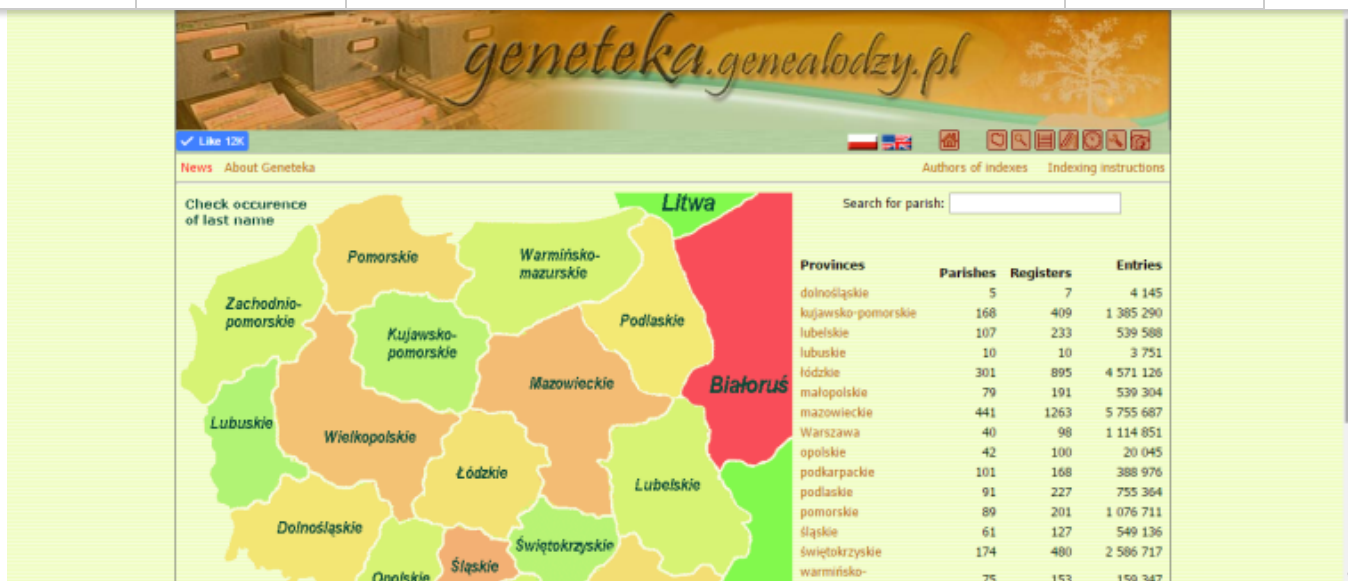 geneteka.genealodzy.pl
Like 12K
News About Geneteka
Authors of indexes Indexing instructions
Check occurence
of last name
Litwa
Pomorskie
Warmińsko-
mazurskie
Zachodnio-
pomorskie
Kujawsko-
pomorskie
Podlaskie
Mazowieckie
Białoruś
Lubuskie
Wielkopolskie
Łódzkie
Lubelskie
Dolnośląskie
Świętokrzyskie
Śląskie
Opolskie
Search for parish:
Provinces Parishes Registers Entries
dolnośląskie 5 7 4 145
kujawsko-pomorskie 168 409 1 385 290
lubelskie 107 233 539 588
lubuskie 10 10 3 751
łódzkie 301 895 4 571 126
małopolskie 79 191 539 304
mazowieckie 441 1263 5 755 687
Warszawa 40 98 1 114 851
opolskie 42 100 20 045
podkarpackie 101 168 388 976
podlaskie 91 227 755 364
pomorskie 89 201 1 076 711
śląskie 61 127 549 136
świętokrzyskie 174 480 2 586 717
warmińsko-
75 153 159 347